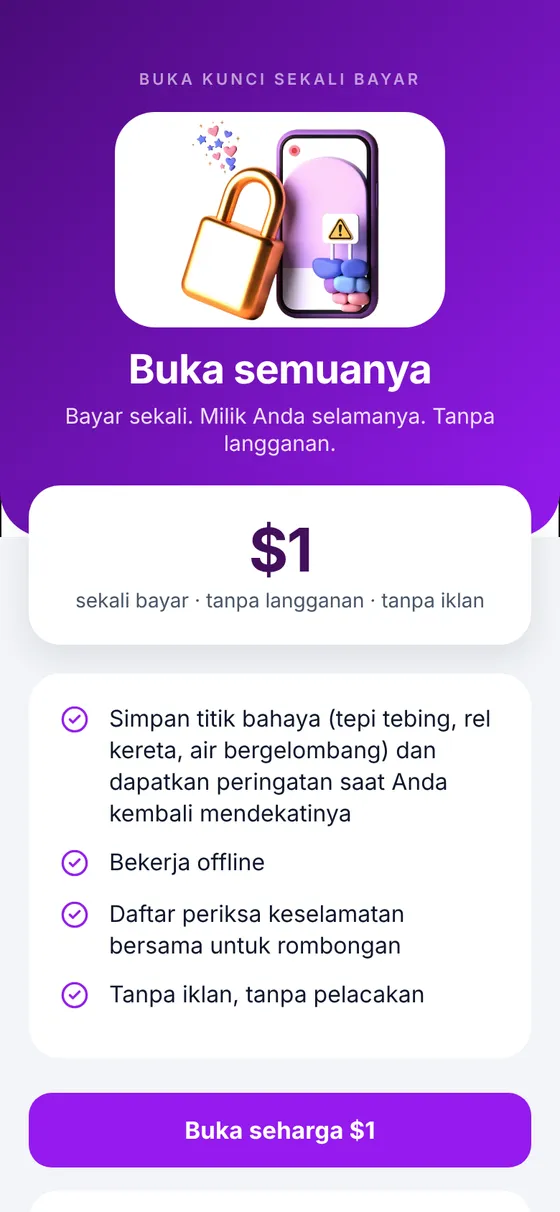 BUKA KUNCI SEKALI BAYAR
Buka semuanya
Bayar sekali. Milik Anda selamanya. Tanpa
langganan.
$1
sekali bayar · tanpa langganan · tanpa iklan
Simpan titik bahaya (tepi tebing, rel
kereta, air bergelombang) dan
dapatkan peringatan saat Anda
kembali mendekatinya
Bekerja offline
Daftar periksa keselamatan
bersama untuk rombongan
Tanpa iklan, tanpa pelacakan
Buka seharga $1